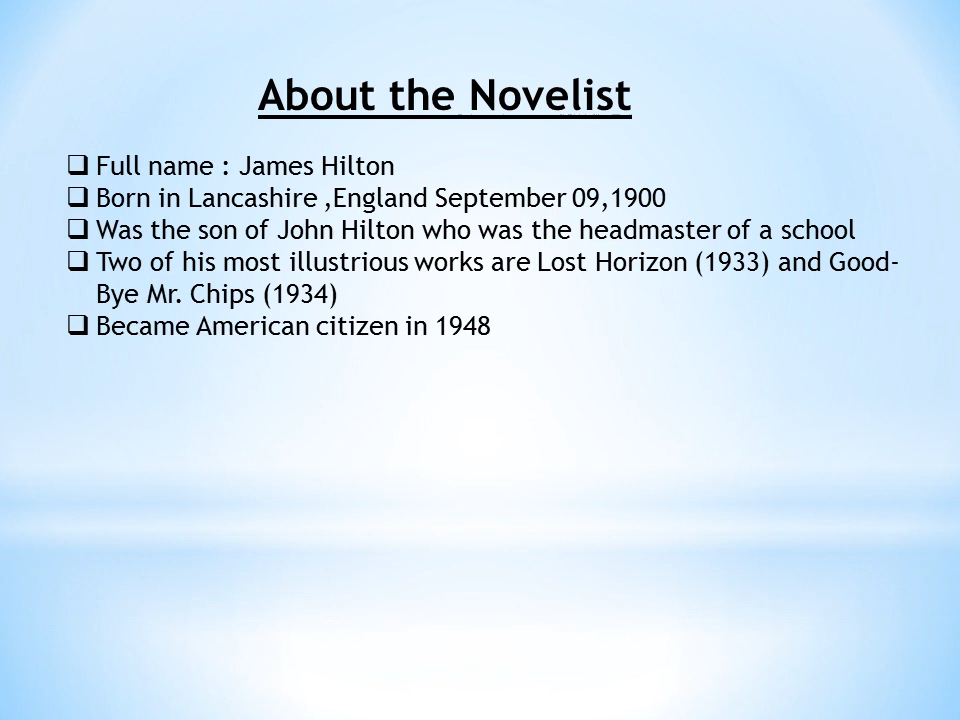 About the Novelist
Full name : James Hilton
Born in Lancashire ,England September 09,1900
Was the son of John Hilton who was the headmaster of a school
Two of his most illustrious works are Lost Horizon (1933) and Good-
Bye Mr. Chips (1934)
Became American citizen in 1948